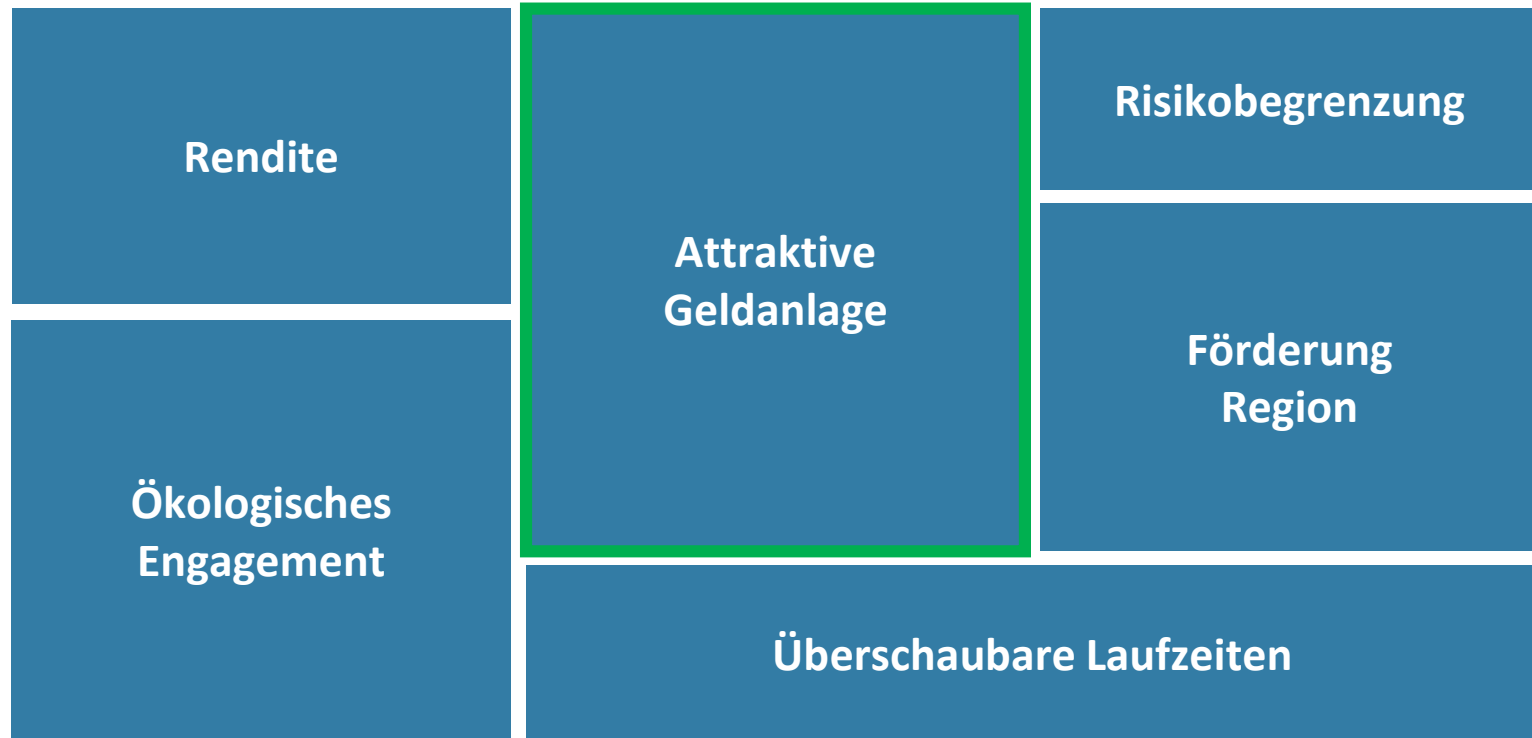 Rendite
Ökologisches
Engagement
Attraktive
Geldanlage
Risikobegrenzung
Förderung
Region
Überschaubare Laufzeiten